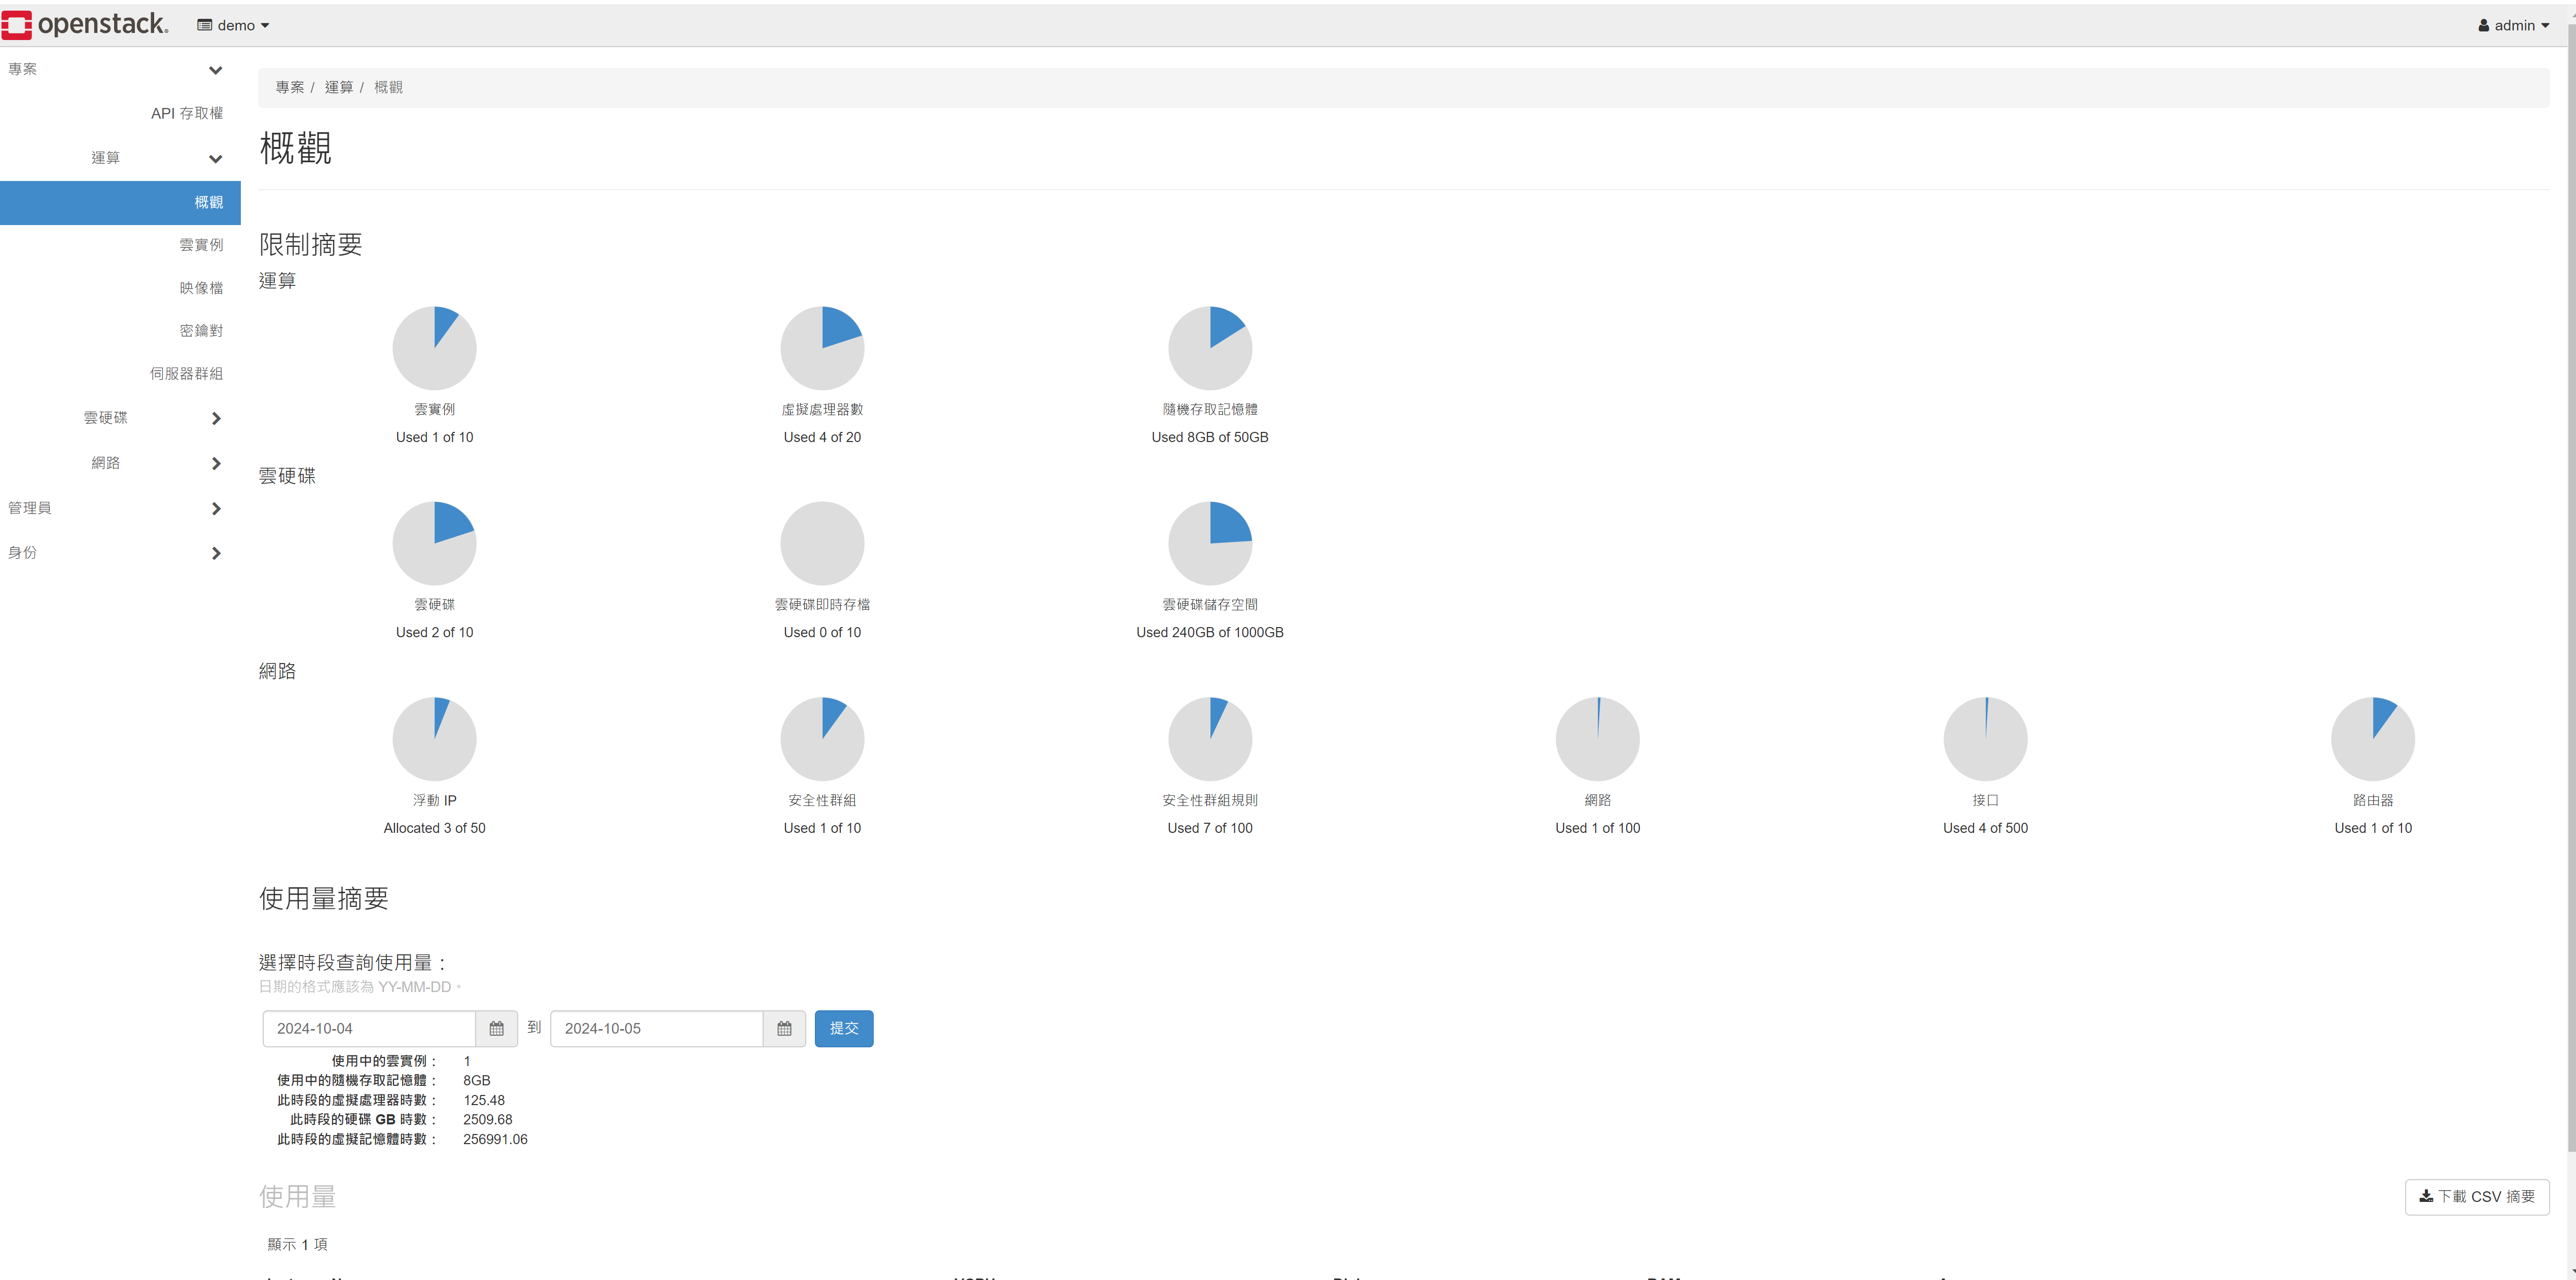 openstack.
demo
admin
專案
API 存取權
運算
概觀
雲實例
映像檔
密鑰對
伺服器群組
雲硬碟
網路
管理員
身份
專案 / 運算 / 概觀
概觀
限制摘要
運算
雲實例
Used 1 of 10
虛擬處理器數
Used 4 of 20
隨機存取記憶體
Used 8GB of 50GB
雲硬碟
雲硬碟
Used 2 of 10
雲硬碟即時存檔
Used 0 of 10
雲硬碟儲存空間
Used 240GB of 1000GB
網路
浮動 IP
Allocated 3 of 50
安全性群組
Used 1 of 10
安全性群組規則
Used 7 of 100
網路
Used 1 of 100
接口
Used 4 of 500
路由器
Used 1 of 10
使用量摘要
選擇時段查詢使用量：
日期的格式應該為 YY-MM-DD。
2024-10-04 到 2024-10-05 提交
使用中的雲實例： 1
使用中的隨機存取記憶體： 8GB
此時段的虛擬處理器時數： 125.48
此時段的硬碟 GB 時數： 2509.68
此時段的虛擬記憶體時數： 256991.06
使用量
下載 CSV 摘要
顯示 1 項